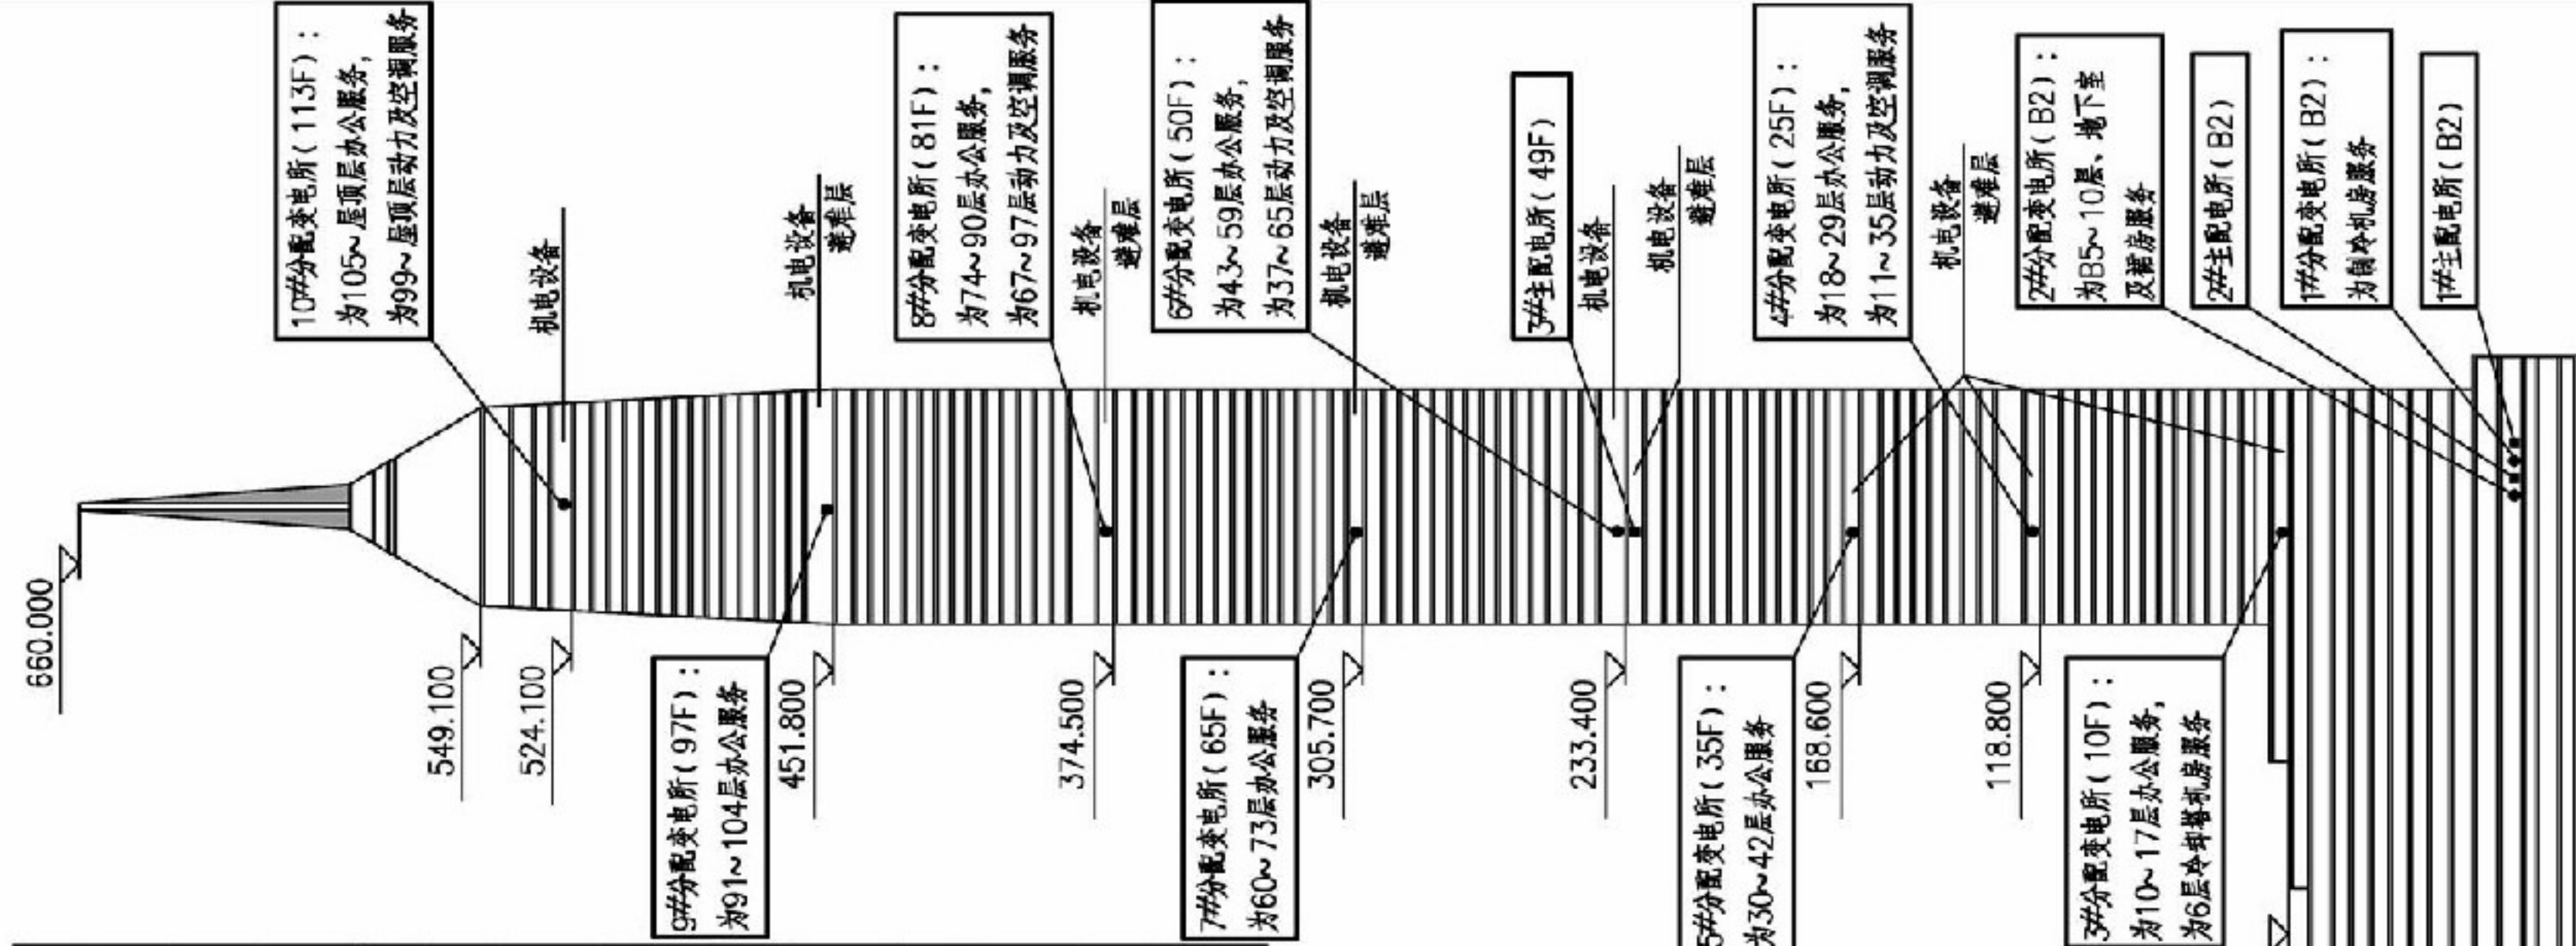 10#分配变电所(113F):
为105~屋顶层办公服务,
为99~屋顶层动力及空调服务
机电设备
机电设备
避难层
8#分配变电所(81F):
为74~90层办公服务,
为67~97层动力及空调服务
机电设备
避难层
6#分配变电所(50F):
为43~59层办公服务,
为37~65层动力及空调服务
机电设备
避难层
3#主配电所(49F)
机电设备
机电设备
避难层
4#分配变电所(25F):
为18~29层办公服务,
为11~35层动力及空调服务
机电设备
避难层
2#分配变电所(B2):
为B5~10层、地下室
及裙房服务
2#主配电所(B2)
1#分配变电所(B2):
为制冷机房服务
1#主配电所(B2)
660.000
549.100
524.100
9#分配变电所(97F):
为91~104层办公服务
451.800
374.500
7#分配变电所(65F):
为60~73层办公服务
305.700
233.400
5#分配变电所(35F):
为30~42层办公服务
168.600
118.800
3#分配变电所(10F):
为10~17层办公服务,
为6层冷却塔机房服务